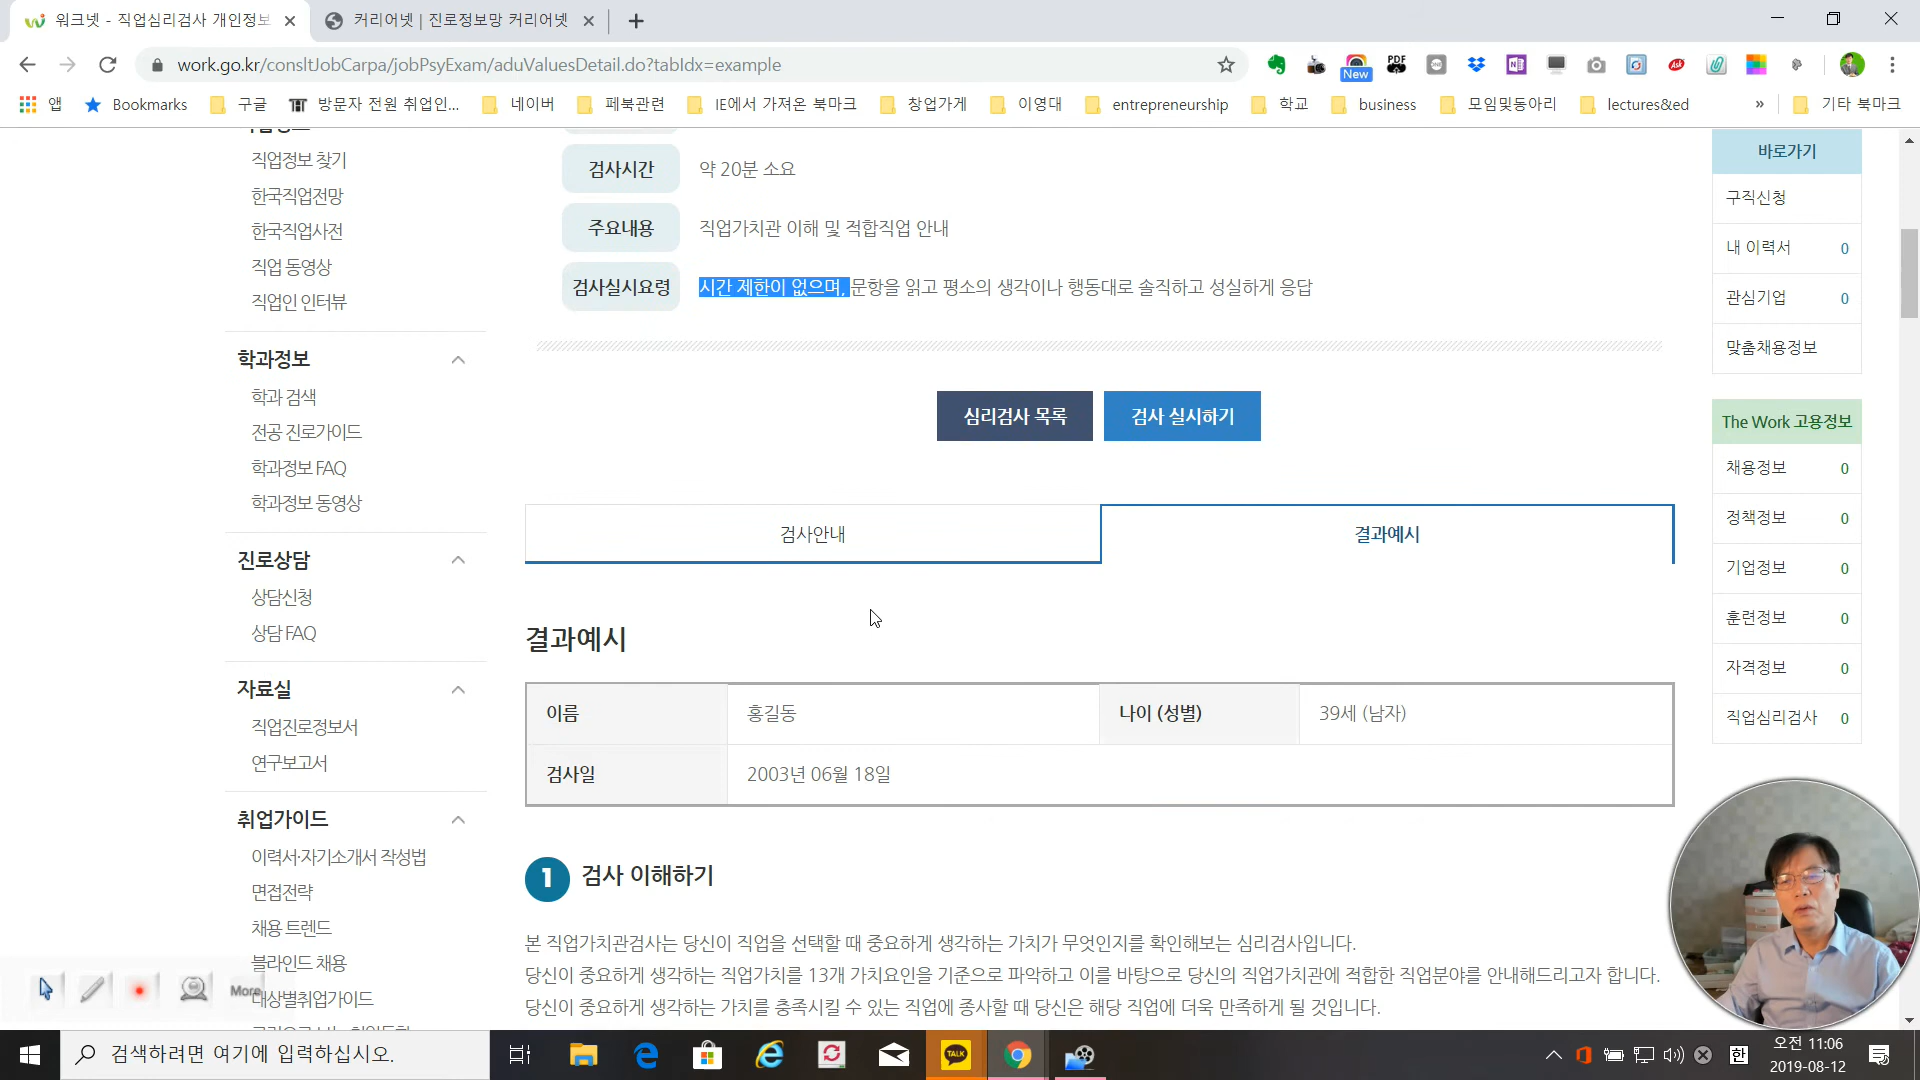 워크넷 - 직업심리검사 개인정보
커리어넷 | 진로정보망 커리어넷
work.go.kr/consltJobCarpa/jobPsyExam/aduValuesDetail.do?tabIdx=example
New
PDF
앱
Bookmarks
구글
방문자 전원 취업인...
네이버
페북관련
IE에서 가져온 북마크
창업가게
이영대
entrepreneurship
학교
business
모임및동아리
lectures&ed
»
기타 북마크
직업정보 찾기
한국직업전망
한국직업사전
직업 동영상
직업인 인터뷰
학과정보
학과 검색
전공 진로가이드
학과정보 FAQ
학과정보 동영상
진로상담
상담신청
상담 FAQ
자료실
직업진로정보서
연구보고서
취업가이드
이력서·자기소개서 작성법
면접전략
채용 트렌드
블라인드 채용
대상별취업가이드
검사시간
약 20분 소요
주요내용
직업가치관 이해 및 적합직업 안내
검사실시요령
시간 제한이 없으며, 문항을 읽고 평소의 생각이나 행동대로 솔직하고 성실하게 응답
심리검사 목록
검사 실시하기
검사안내
결과예시
결과예시
이름
홍길동
나이 (성별)
39세 (남자)
검사일
2003년 06월 18일
1 검사 이해하기
본 직업가치관검사는 당신이 직업을 선택할 때 중요하게 생각하는 가치가 무엇인지를 확인해보는 심리검사입니다.
당신이 중요하게 생각하는 직업가치를 13개 가치요인을 기준으로 파악하고 이를 바탕으로 당신의 직업가치관에 적합한 직업분야를 안내해드리고자 합니다.
당신이 중요하게 생각하는 가치를 충족시킬 수 있는 직업에 종사할 때 당신은 해당 직업에 더욱 만족하게 될 것입니다.
바로가기
구직신청
내 이력서 0
관심기업 0
맞춤채용정보
The Work 고용정보
채용정보 0
정책정보 0
기업정보 0
훈련정보 0
자격정보 0
직업심리검사 0
More
검색하려면 여기에 입력하십시오.
TALK
한
오전 11:06
2019-08-12